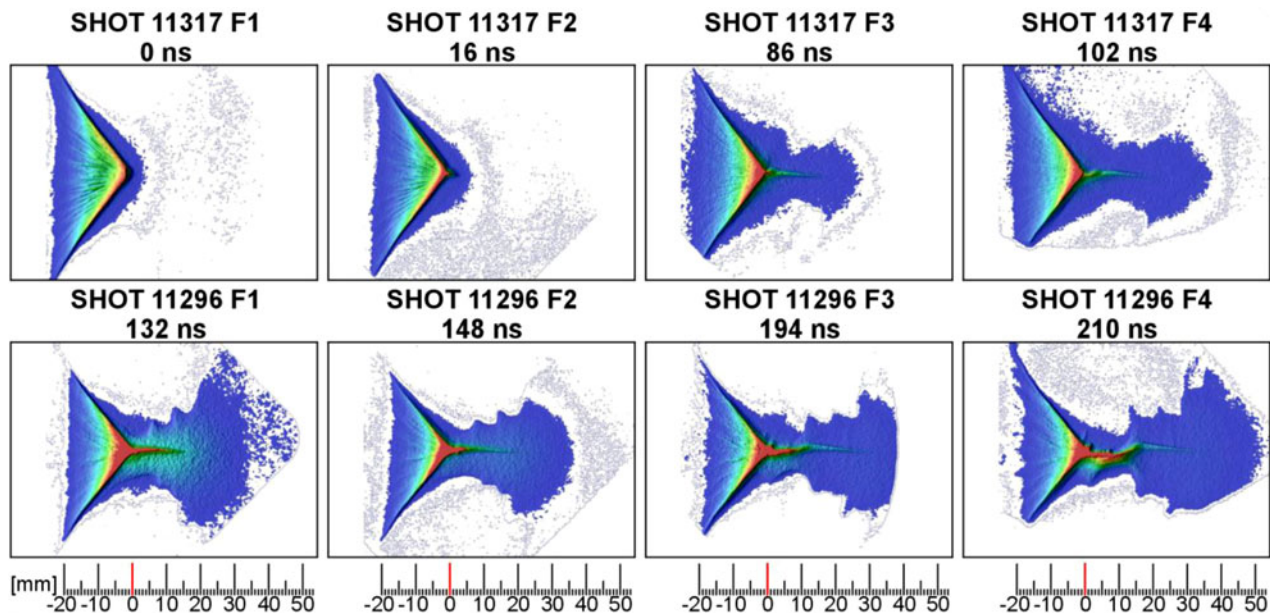 SHOT 11317 F1
0 ns
SHOT 11317 F2
16 ns
SHOT 11317 F3
86 ns
SHOT 11317 F4
102 ns
SHOT 11296 F1
132 ns
SHOT 11296 F2
148 ns
SHOT 11296 F3
194 ns
SHOT 11296 F4
210 ns
[mm] -20 -10 0 10 20 30 40 50
-20 -10 0 10 20 30 40 50
-20 -10 0 10 20 30 40 50
-20 -10 0 10 20 30 40 50